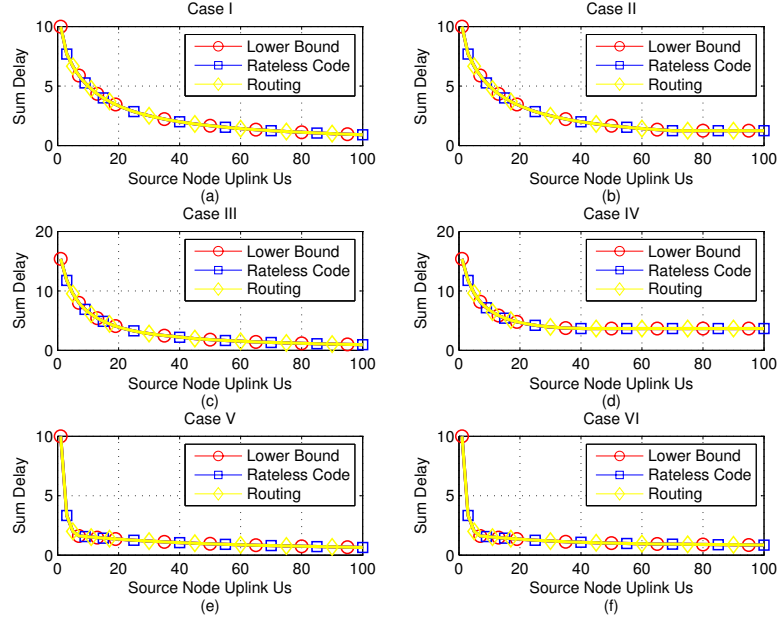 Case I
10
5
0
Sum Delay
Lower Bound
Rateless Code
Routing
0 20 40 60 80 100
Source Node Uplink Us
(a)
Case II
10
5
0
Sum Delay
Lower Bound
Rateless Code
Routing
0 20 40 60 80 100
Source Node Uplink Us
(b)
Case III
20
10
0
Sum Delay
Lower Bound
Rateless Code
Routing
0 20 40 60 80 100
Source Node Uplink Us
(c)
Case IV
20
10
0
Sum Delay
Lower Bound
Rateless Code
Routing
0 20 40 60 80 100
Source Node Uplink Us
(d)
Case V
10
5
0
Sum Delay
Lower Bound
Rateless Code
Routing
0 20 40 60 80 100
Source Node Uplink Us
(e)
Case VI
10
5
0
Sum Delay
Lower Bound
Rateless Code
Routing
0 20 40 60 80 100
Source Node Uplink Us
(f)